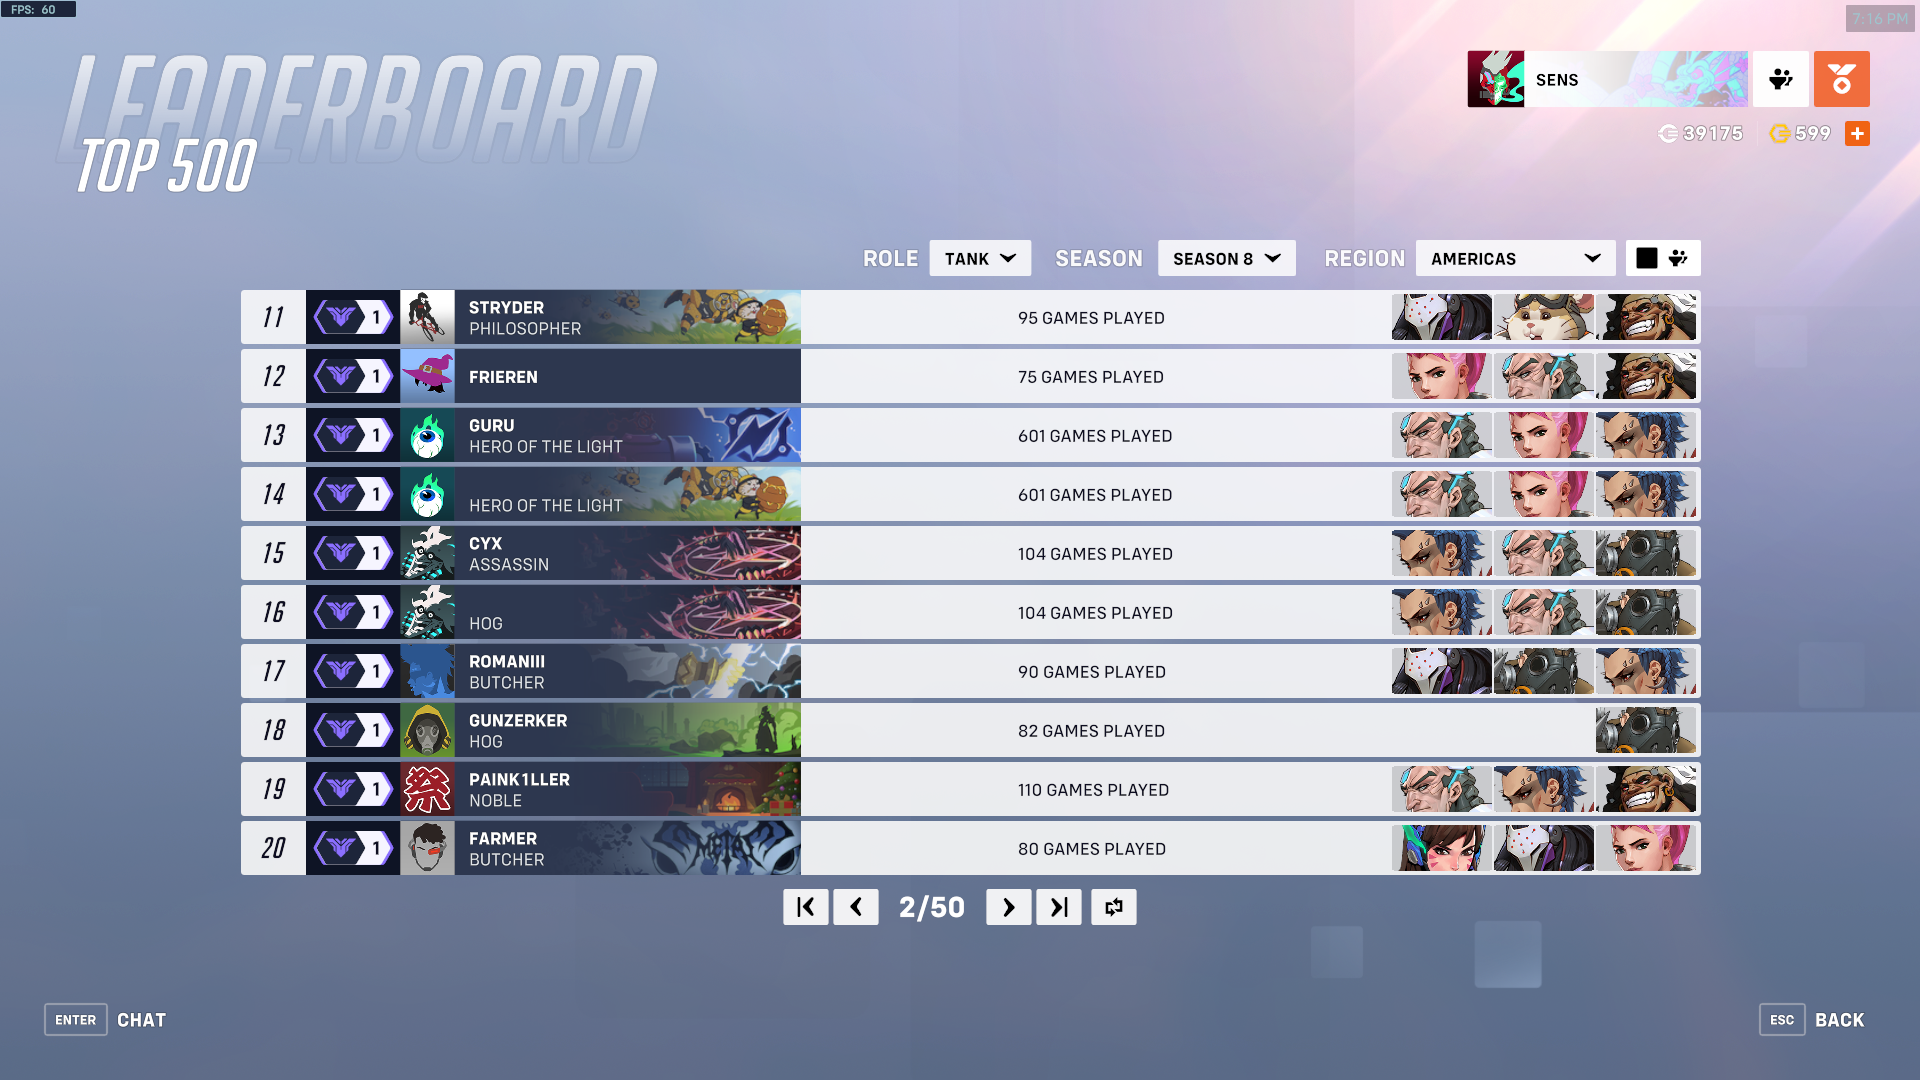 FPS: 60
7:16 PM
LEADERBOARD
TOP 500
SENS
39175 599
ROLE TANK SEASON SEASON 8 REGION AMERICAS
11 1 STRYDER
PHILOSOPHER
95 GAMES PLAYED
12 1 FRIEREN
75 GAMES PLAYED
13 1 GURU
HERO OF THE LIGHT
601 GAMES PLAYED
14 1
HERO OF THE LIGHT
601 GAMES PLAYED
15 1 CYX
ASSASSIN
104 GAMES PLAYED
16 1
HOG
104 GAMES PLAYED
17 1 ROMANIII
BUTCHER
90 GAMES PLAYED
18 1 GUNZERKER
HOG
82 GAMES PLAYED
19 1 祭 PAINK1LLER
NOBLE
110 GAMES PLAYED
20 1 FARMER
BUTCHER
METAL
80 GAMES PLAYED
2/50
ENTER CHAT
ESC BACK